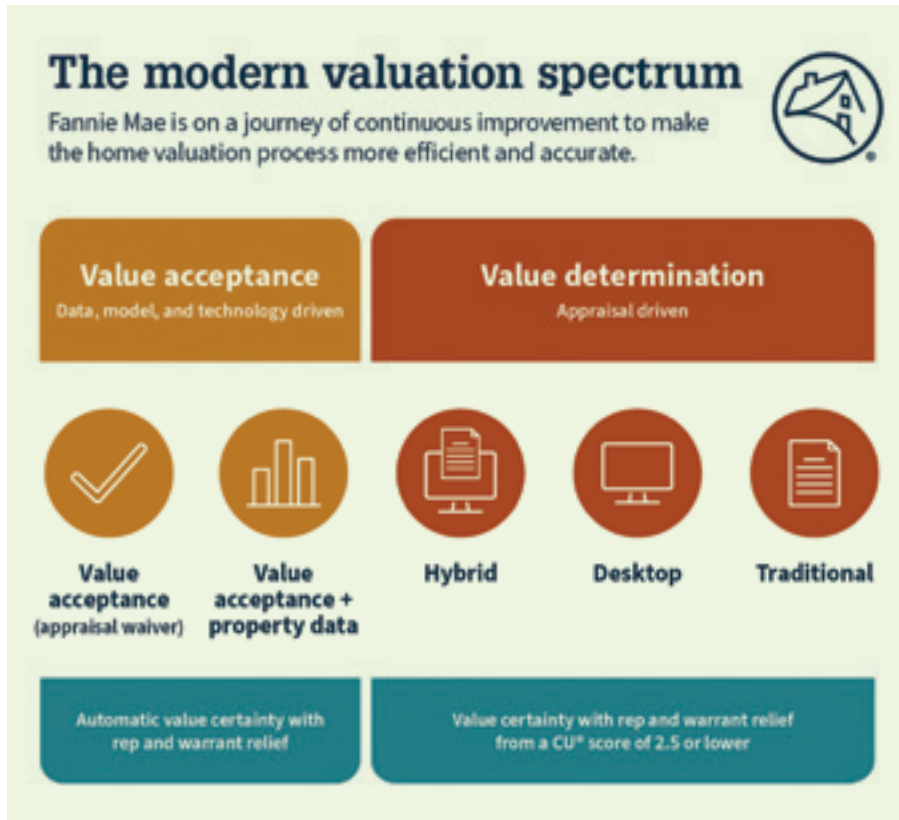 The modern valuation spectrum
Fannie Mae is on a journey of continuous improvement to make
the home valuation process more efficient and accurate.
Value acceptance
Data, model, and technology driven
Value determination
Appraisal driven
Value
acceptance
(appraisal waiver)
Value
acceptance +
property data
Hybrid
Desktop
Traditional
Automatic value certainty with
rep and warrant relief
Value certainty with rep and warrant relief
from a CU® score of 2.5 or lower